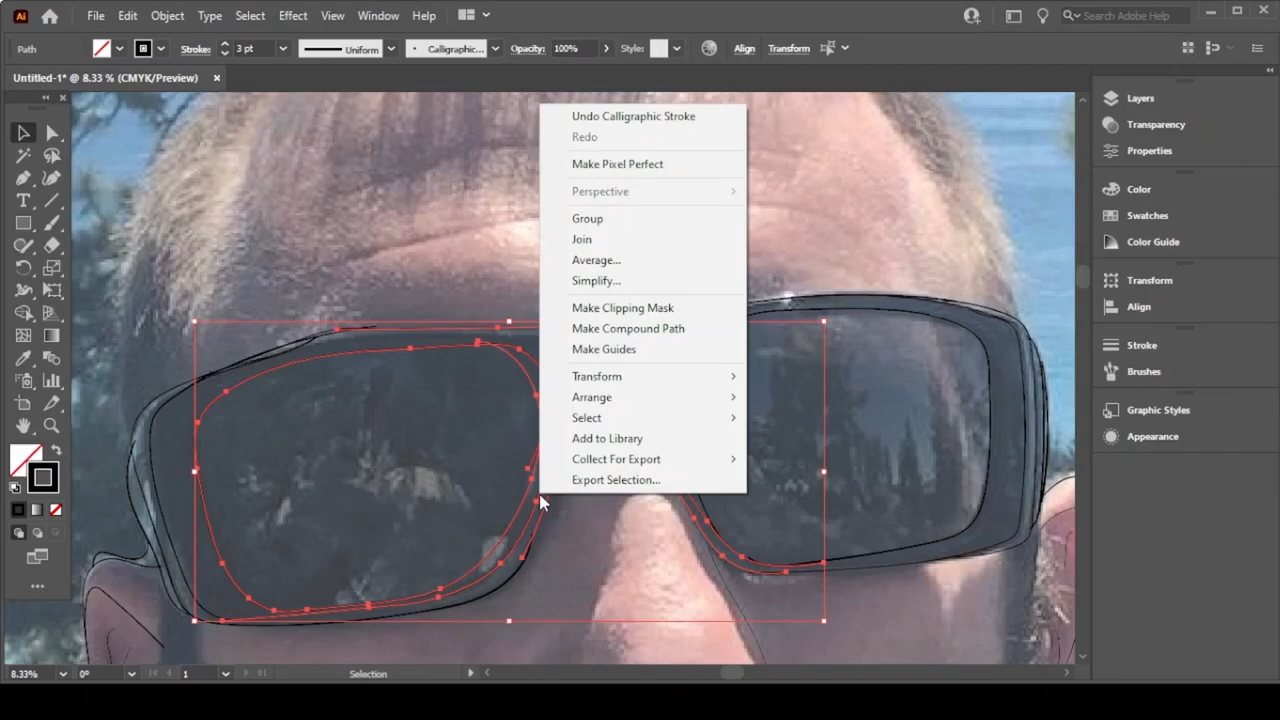 Ai File Edit Object Type Select Effect View Window Help Search Adobe Help
Path Stroke: 3 pt Uniform Calligraphic... Opacity: 100% Style: Align Transform
Untitled-1* @ 8.33 % (CMYK/Preview)
Undo Calligraphic Stroke
Redo
Make Pixel Perfect
Perspective
Group
Join
Average...
Simplify...
Make Clipping Mask
Make Compound Path
Make Guides
Transform
Arrange
Select
Add to Library
Collect For Export
Export Selection...
Layers
Transparency
Properties
Color
Swatches
Color Guide
Transform
Align
Stroke
Brushes
Graphic Styles
Appearance
8.33% 0° 1 Selection